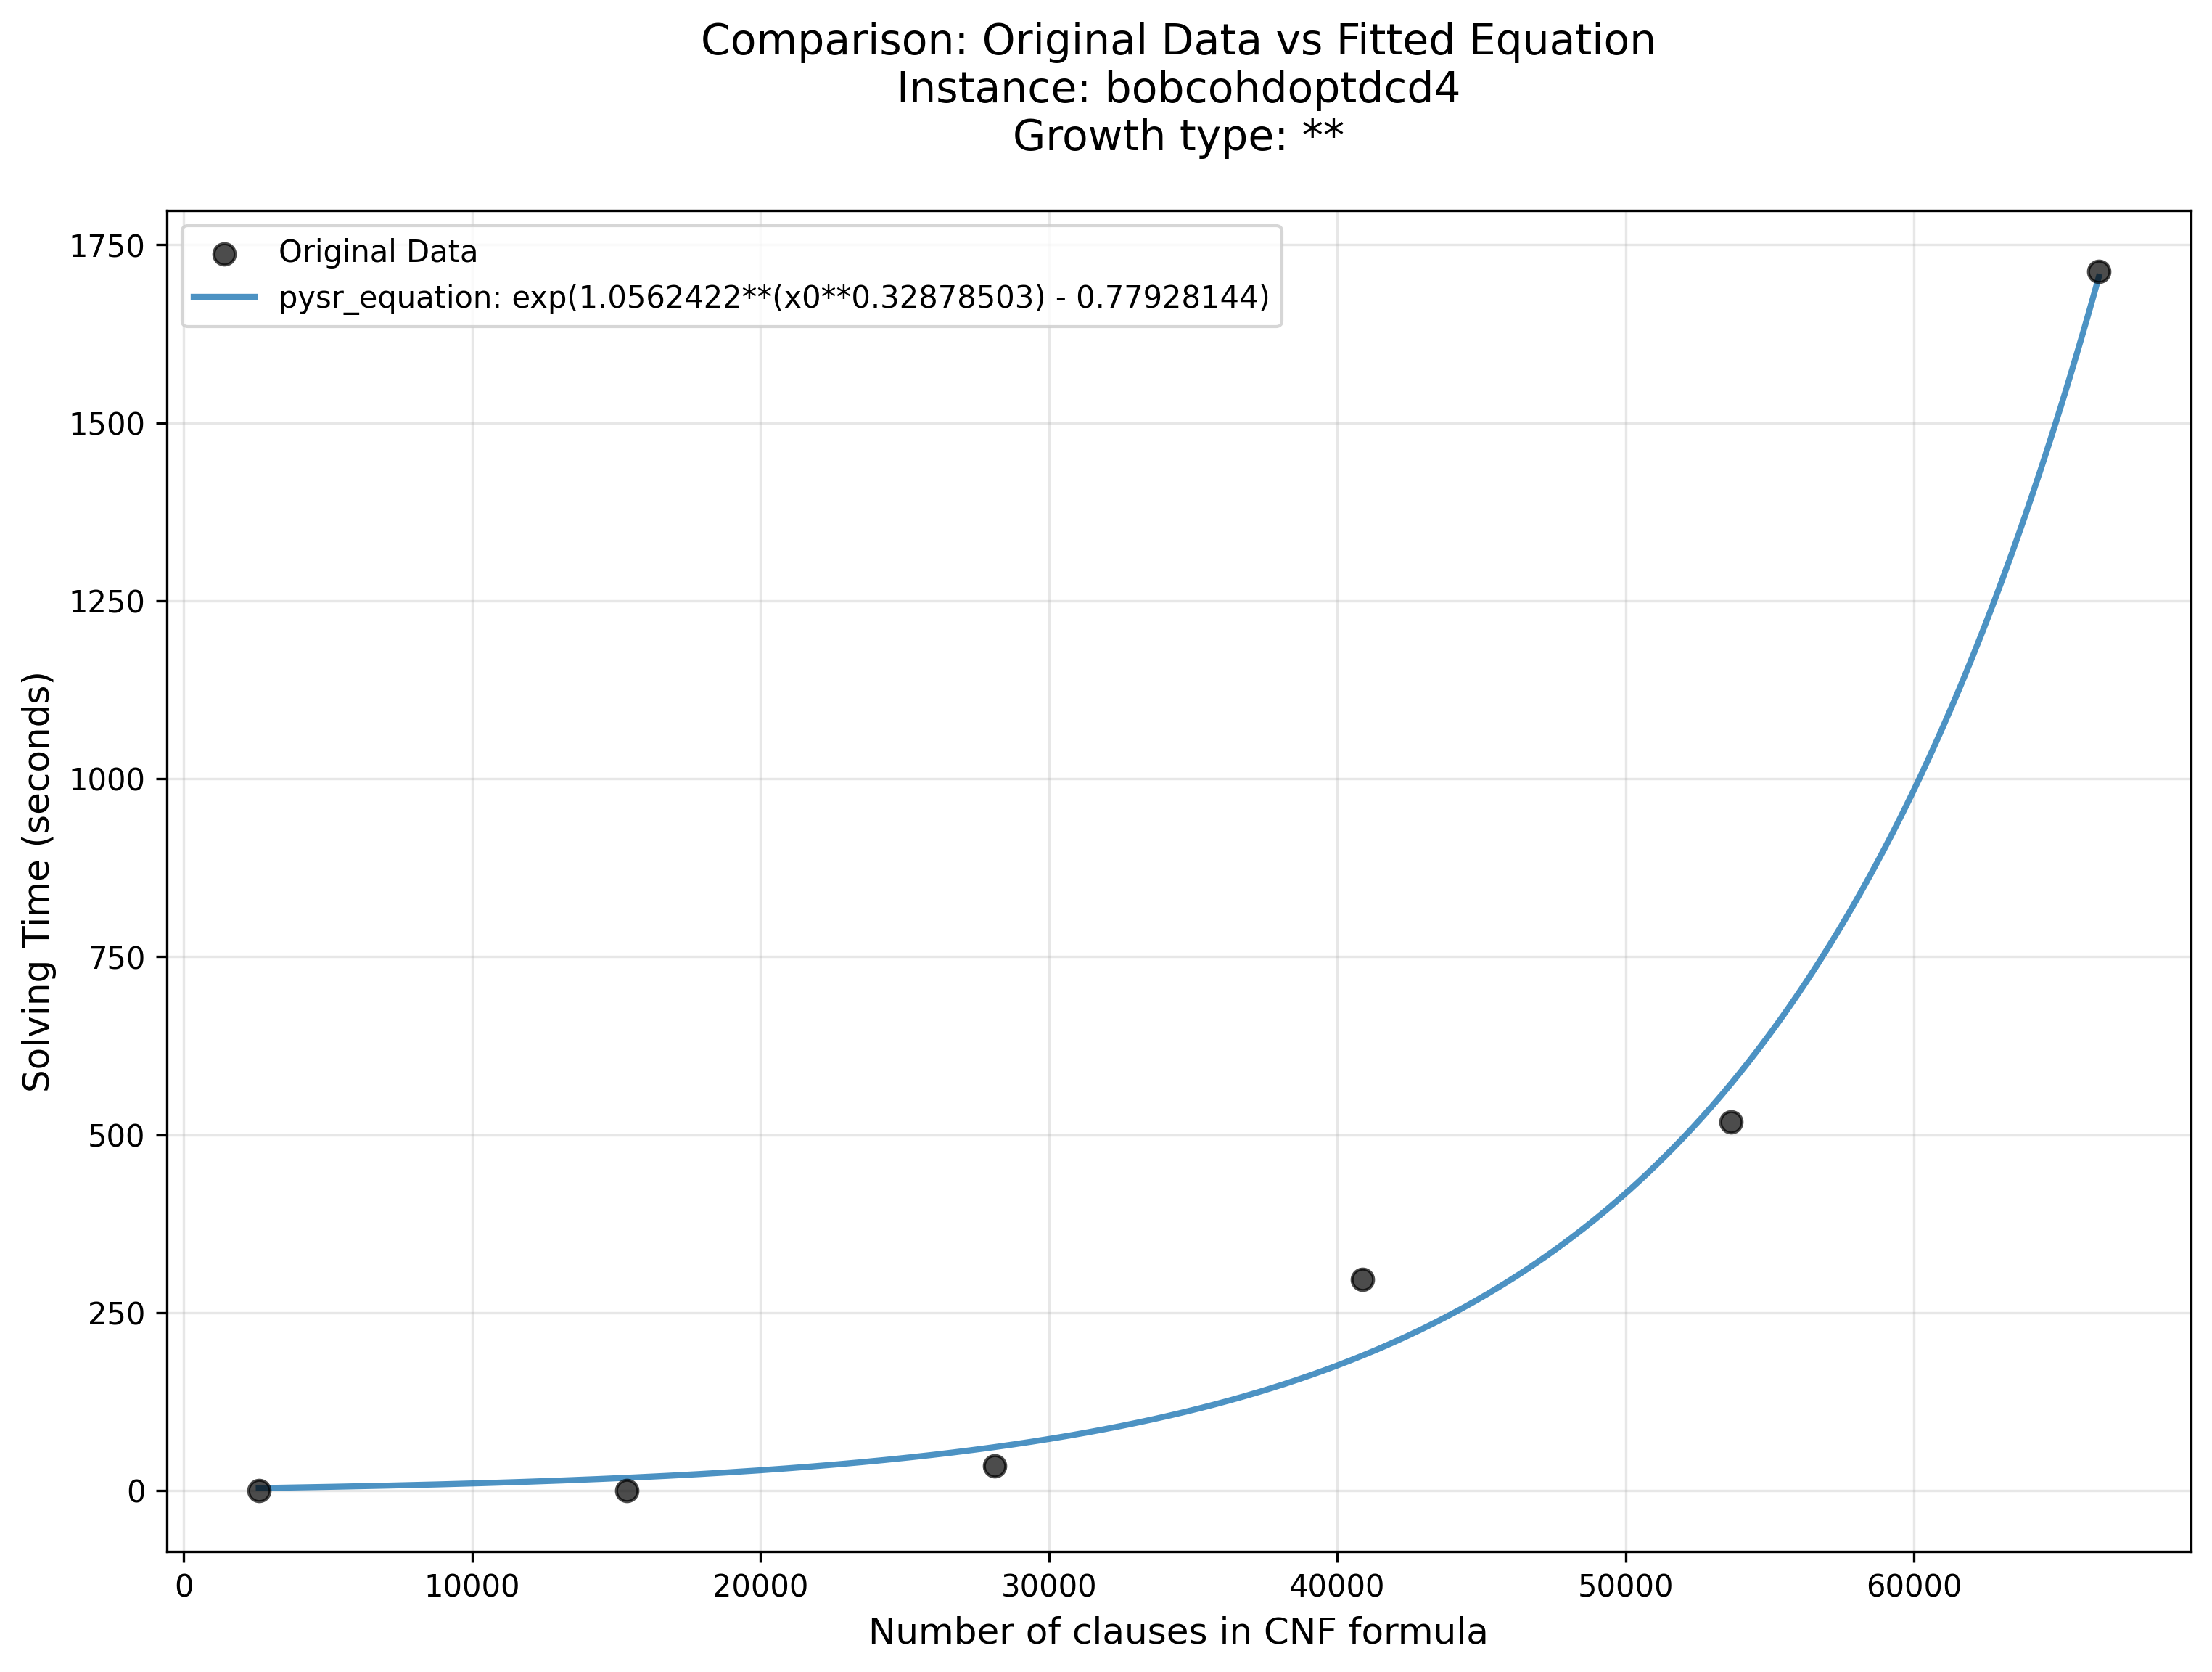 Comparison: Original Data vs Fitted Equation
Instance: bobcohdoptdcd4
Growth type: **
Original Data
pysr_equation: exp(1.0562422**(x0**0.32878503) - 0.77928144)
Solving Time (seconds)
1750
1500
1250
1000
750
500
250
0
0
10000
20000
30000
40000
50000
60000
Number of clauses in CNF formula